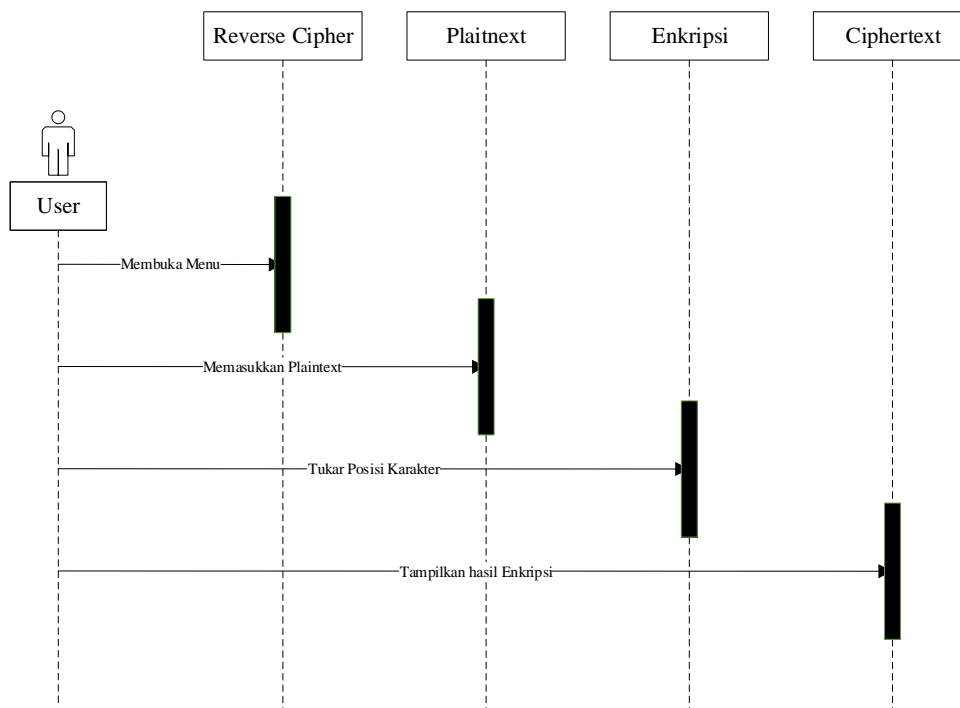 Reverse Cipher
Plaitnext
Enkripsi
Ciphertext
User
Membuka Menu
Memasukkan Plaintext
Tukar Posisi Karakter
Tampilkan hasil Enkripsi